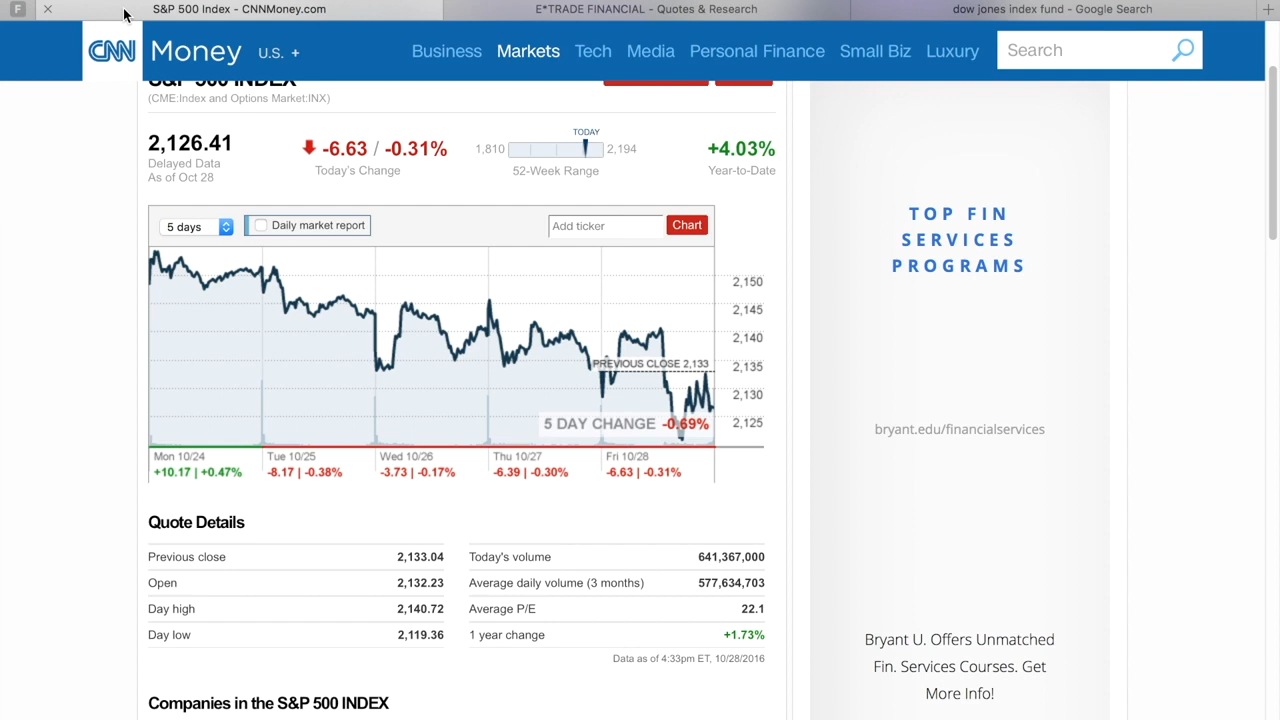 F
S&P 500 Index - CNNMoney.com
E*TRADE FINANCIAL - Quotes & Research
dow jones index fund - Google Search
CNN Money U.S. +
Business Markets Tech Media Personal Finance Small Biz Luxury
Search
S&P 500 INDEX
(CME:Index and Options Market:INX)
2,126.41
Delayed Data
As of Oct 28
-6.63 / -0.31%
Today's Change
TODAY
1,810 2,194
52-Week Range
+4.03%
Year-to-Date
5 days
Daily market report
Add ticker
Chart
2,150
2,145
2,140
2,135
2,130
2,125
PREVIOUS CLOSE 2,133
5 DAY CHANGE -0.69%
Mon 10/24 Tue 10/25 Wed 10/26 Thu 10/27 Fri 10/28
+10.17 | +0.47% -8.17 | -0.38% -3.73 | -0.17% -6.39 | -0.30% -6.63 | -0.31%
Quote Details
Previous close 2,133.04
Open 2,132.23
Day high 2,140.72
Day low 2,119.36
Today's volume 641,367,000
Average daily volume (3 months) 577,634,703
Average P/E 22.1
1 year change +1.73%
Data as of 4:33pm ET, 10/28/2016
Companies in the S&P 500 INDEX
TOP FIN
SERVICES
PROGRAMS
bryant.edu/financialservices
Bryant U. Offers Unmatched
Fin. Services Courses. Get
More Info!